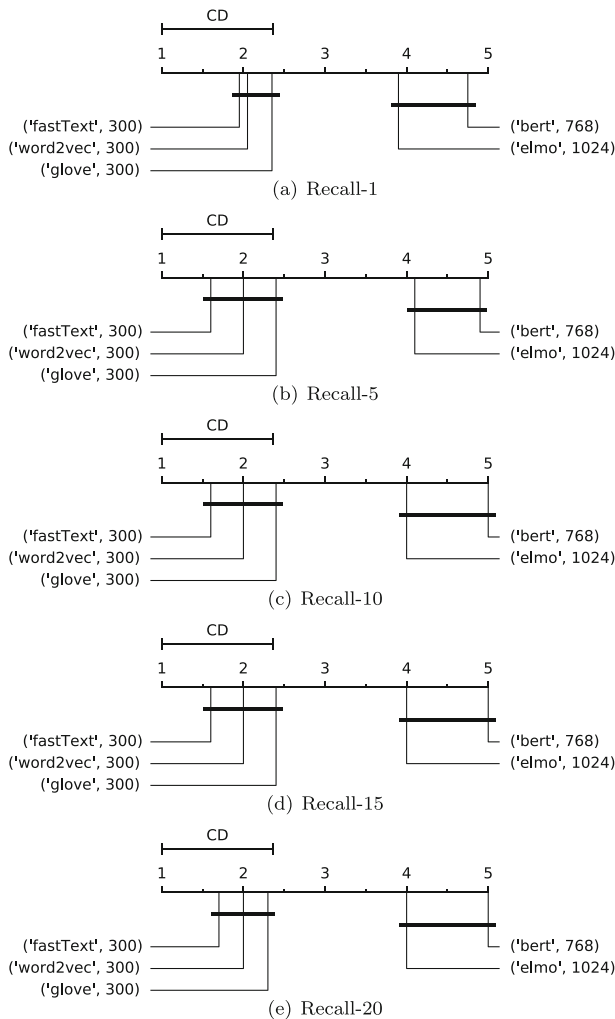 CD
1 2 3 4 5
('fastText', 300) ('bert', 768)
('word2vec', 300) ('elmo', 1024)
('glove', 300)
(a) Recall-1
CD
1 2 3 4 5
('fastText', 300) ('bert', 768)
('word2vec', 300) ('elmo', 1024)
('glove', 300)
(b) Recall-5
CD
1 2 3 4 5
('fastText', 300) ('bert', 768)
('word2vec', 300) ('elmo', 1024)
('glove', 300)
(c) Recall-10
CD
1 2 3 4 5
('fastText', 300) ('bert', 768)
('word2vec', 300) ('elmo', 1024)
('glove', 300)
(d) Recall-15
CD
1 2 3 4 5
('fastText', 300) ('bert', 768)
('word2vec', 300) ('elmo', 1024)
('glove', 300)
(e) Recall-20